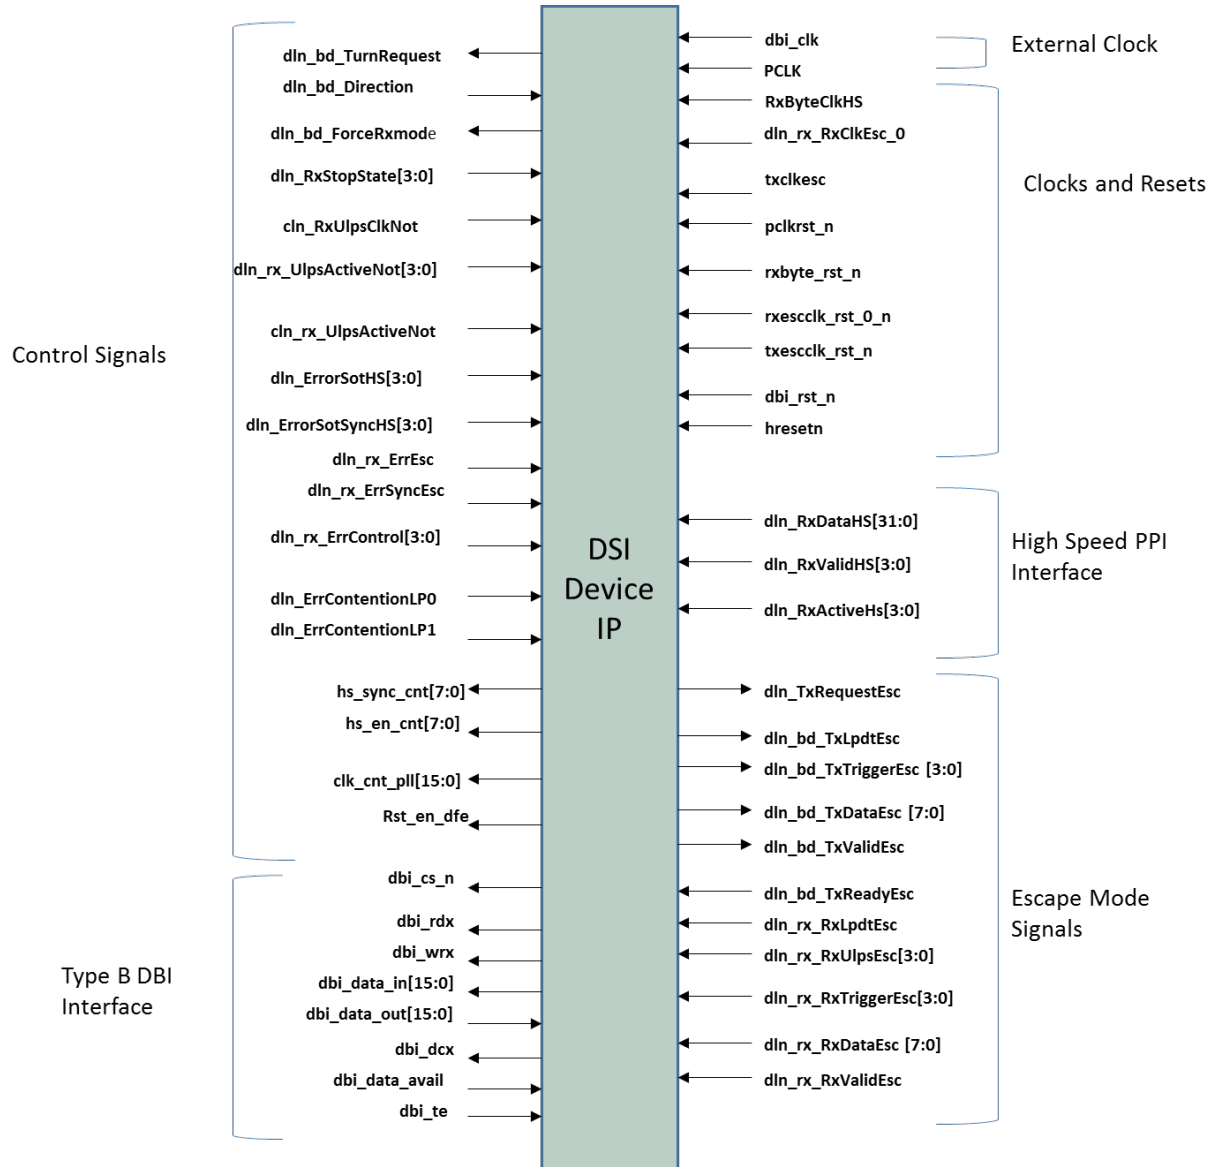 Control Signals
dln_bd_TurnRequest
dln_bd_Direction
dln_bd_ForceRxmode
dln_RxStopState[3:0]
cln_RxUlpsClkNot
dln_rx_UlpsActiveNot[3:0]
cln_rx_UlpsActiveNot
dln_ErrorSotHS[3:0]
dln_ErrorSotSyncHS[3:0]
dln_rx_ErrEsc
dln_rx_ErrSyncEsc
dln_rx_ErrControl[3:0]
dln_ErrContentionLP0
dln_ErrContentionLP1
hs_sync_cnt[7:0]
hs_en_cnt[7:0]
clk_cnt_pll[15:0]
Rst_en_dfe
Type B DBI
Interface
dbi_cs_n
dbi_rdx
dbi_wrx
dbi_data_in[15:0]
dbi_data_out[15:0]
dbi_dcx
dbi_data_avail
dbi_te
DSI
Device
IP
dbi_clk
PCLK
External Clock
RxByteClkHS
dln_rx_RxClkEsc_0
txclkesc
pclkrst_n
rxbyte_rst_n
rxescclk_rst_0_n
txescclk_rst_n
dbi_rst_n
hresetn
Clocks and Resets
dln_RxDataHS[31:0]
dln_RxValidHS[3:0]
dln_RxActiveHs[3:0]
High Speed PPI
Interface
dln_TxRequestEsc
dln_bd_TxLpdtEsc
dln_bd_TxTriggerEsc [3:0]
dln_bd_TxDataEsc [7:0]
dln_bd_TxValidEsc
dln_bd_TxReadyEsc
dln_rx_RxLpdtEsc
dln_rx_RxUlpsEsc[3:0]
dln_rx_RxTriggerEsc[3:0]
dln_rx_RxDataEsc [7:0]
dln_rx_RxValidEsc
Escape Mode
Signals